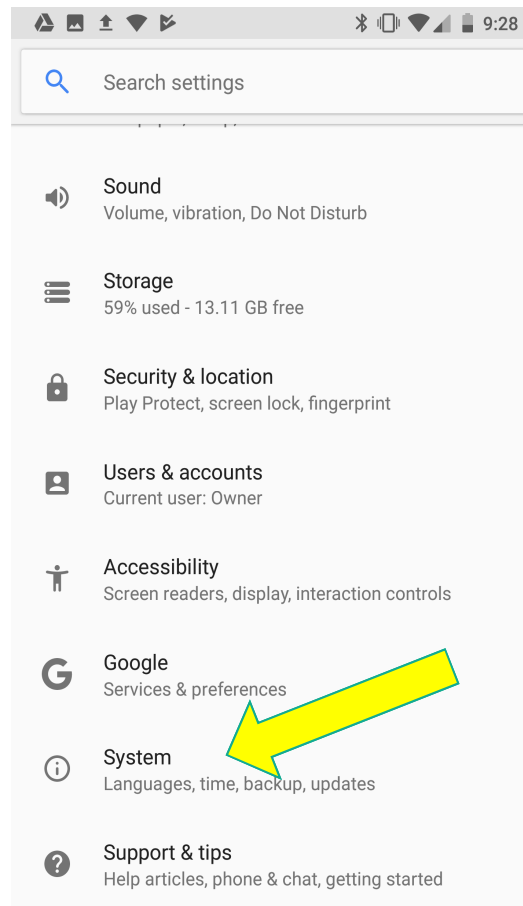 9:28
Search settings
Sound
Volume, vibration, Do Not Disturb
Storage
59% used - 13.11 GB free
Security & location
Play Protect, screen lock, fingerprint
Users & accounts
Current user: Owner
Accessibility
Screen readers, display, interaction controls
Google
Services & preferences
System
Languages, time, backup, updates
Support & tips
Help articles, phone & chat, getting started